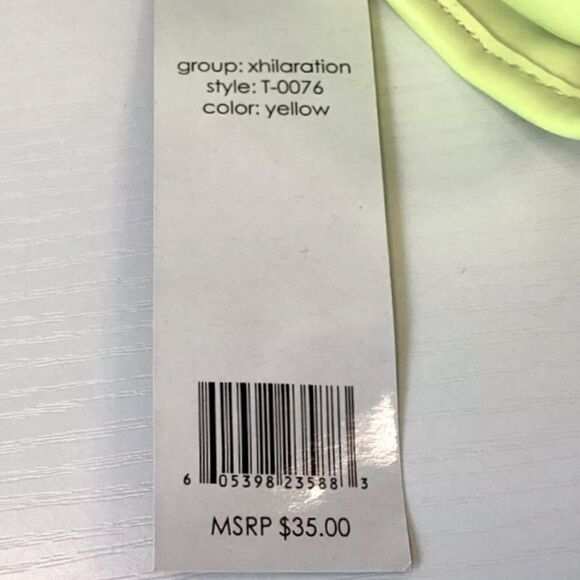 group: xhilaration
style: T-0076
color: yellow
6 05398 23588 3
MSRP $35.00